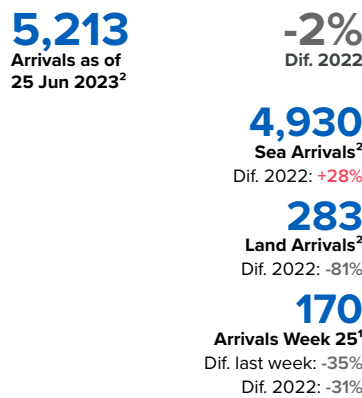 5,213
Arrivals as of
25 Jun 2023²
-2%
Dif. 2022
4,930
Sea Arrivals²
Dif. 2022: +28%
283
Land Arrivals²
Dif. 2022: -81%
170
Arrivals Week 25¹
Dif. last week: -35%
Dif. 2022: -31%